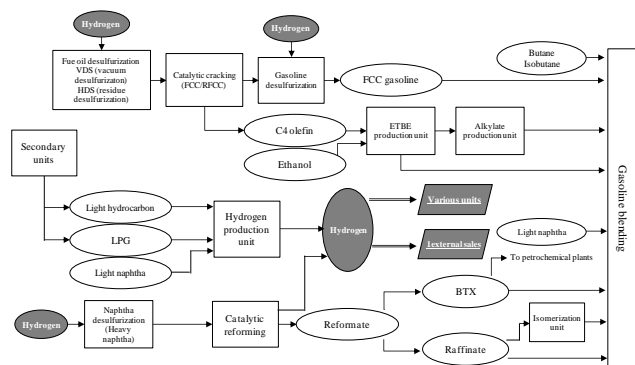 Hydrogen
Hydrogen
Fue oil desulfurization
VDS (vacuum
desulfurizaton)
HDS (residue
desulfurization)
Catalytic cracking
(FCC/RFCC)
Gasoline
desulfurization
FCC gasoline
Butane
Isobutane
C4 olefin
Ethanol
ETBE
production unit
Alkylate
production unit
Secondary
units
Light hydrocarbon
LPG
Light naphtha
Hydrogen
production
unit
Hydrogen
Various units
1external sales
Light naphtha
To petrochemical plants
Gasoline blending
Hydrogen
Naphtha
desulfurization
(Heavy
naphtha)
Catalytic
reforming
Reformate
BTX
Raffinate
Isomerization
unit